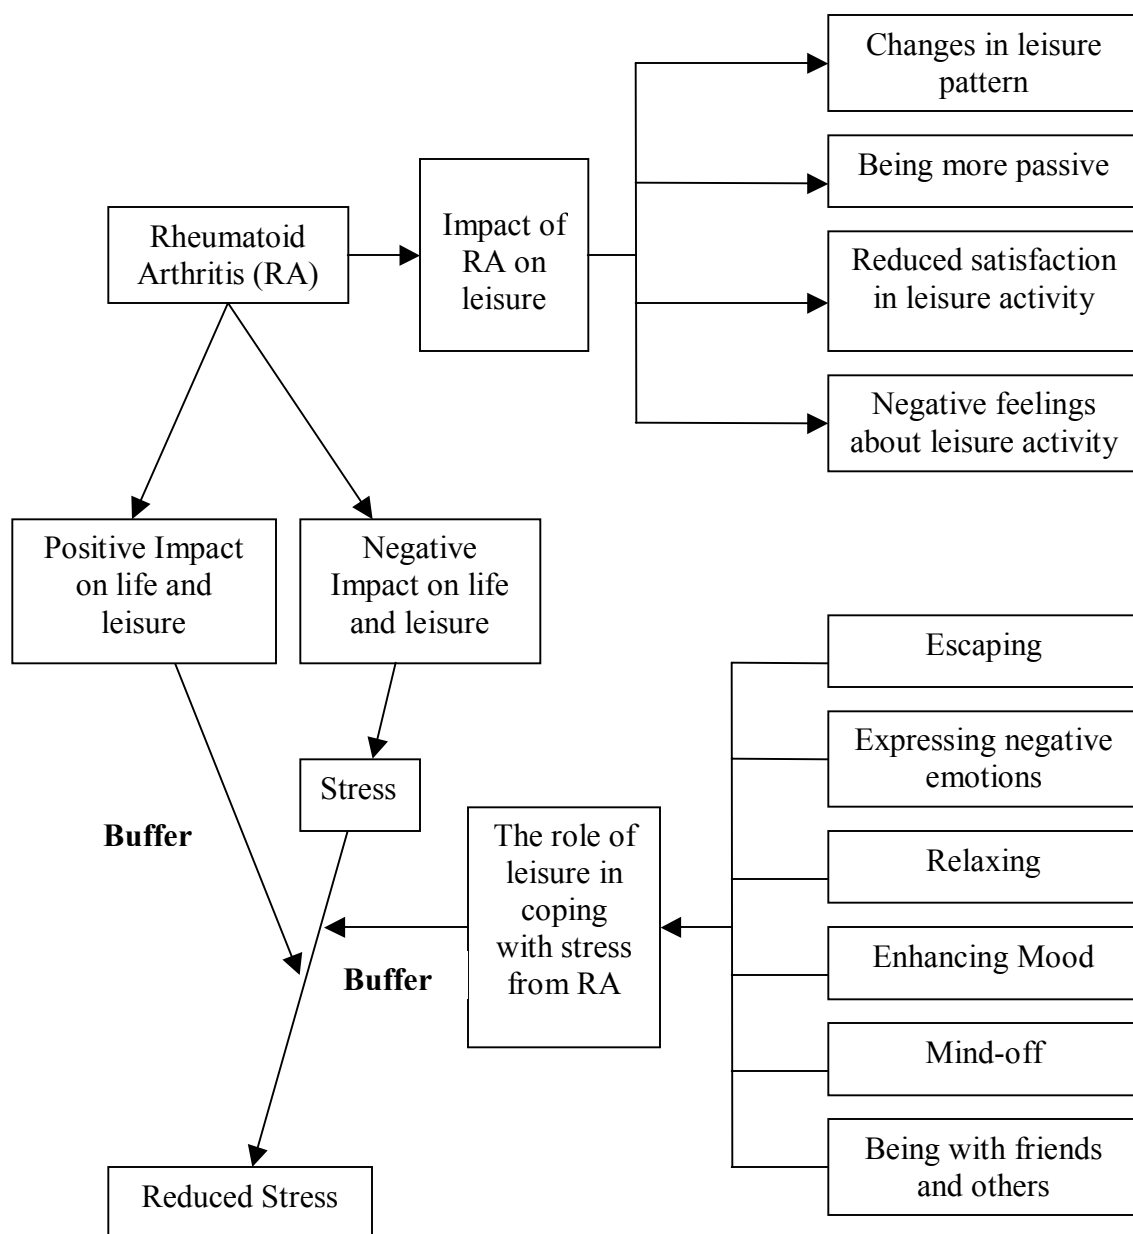 Changes in leisure
pattern
Being more passive
Impact of
RA on
leisure
Rheumatoid
Arthritis (RA)
Reduced satisfaction
in leisure activity
Negative feelings
about leisure activity
Positive Impact
on life and
leisure
Negative
Impact on life
and leisure
Escaping
Expressing negative
emotions
Stress
Buffer
The role of
leisure in
coping
with stress
from RA
Relaxing
Buffer
Enhancing Mood
Mind-off
Being with friends
and others
Reduced Stress